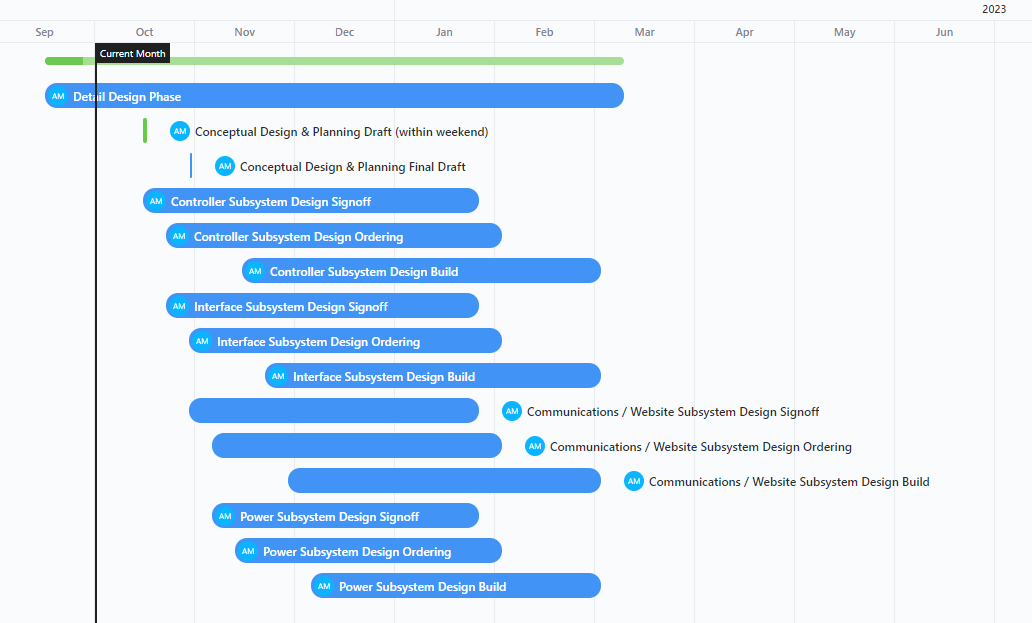 2023
Sep Oct Nov Dec Jan Feb Mar Apr May Jun
Current Month
AM Detail Design Phase
AM Conceptual Design & Planning Draft (within weekend)
AM Conceptual Design & Planning Final Draft
AM Controller Subsystem Design Signoff
AM Controller Subsystem Design Ordering
AM Controller Subsystem Design Build
AM Interface Subsystem Design Signoff
AM Interface Subsystem Design Ordering
AM Interface Subsystem Design Build
AM Communications / Website Subsystem Design Signoff
AM Communications / Website Subsystem Design Ordering
AM Communications / Website Subsystem Design Build
AM Power Subsystem Design Signoff
AM Power Subsystem Design Ordering
AM Power Subsystem Design Build